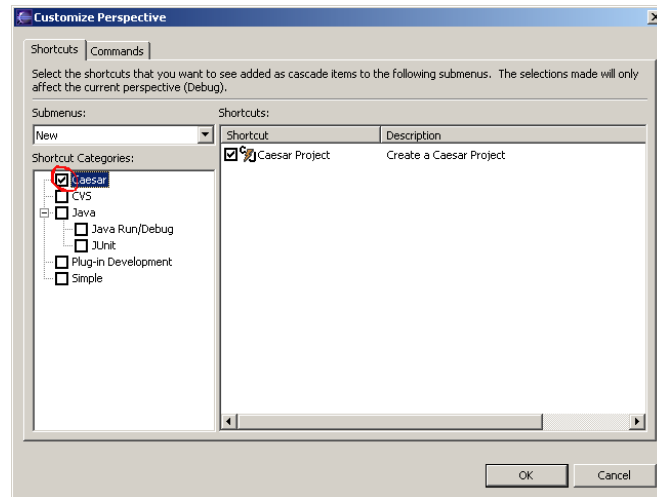 Customize Perspective
Shortcuts
Commands
Select the shortcuts that you want to see added as cascade items to the following submenus. The selections made will only
affect the current perspective (Debug).
Submenus:
Shortcuts:
New
Shortcut
Description
Shortcut Categories:
Caesar Project
Create a Caesar Project
Caesar
CVS
Java
Java Run/Debug
JUnit
Plug-in Development
Simple
OK
Cancel